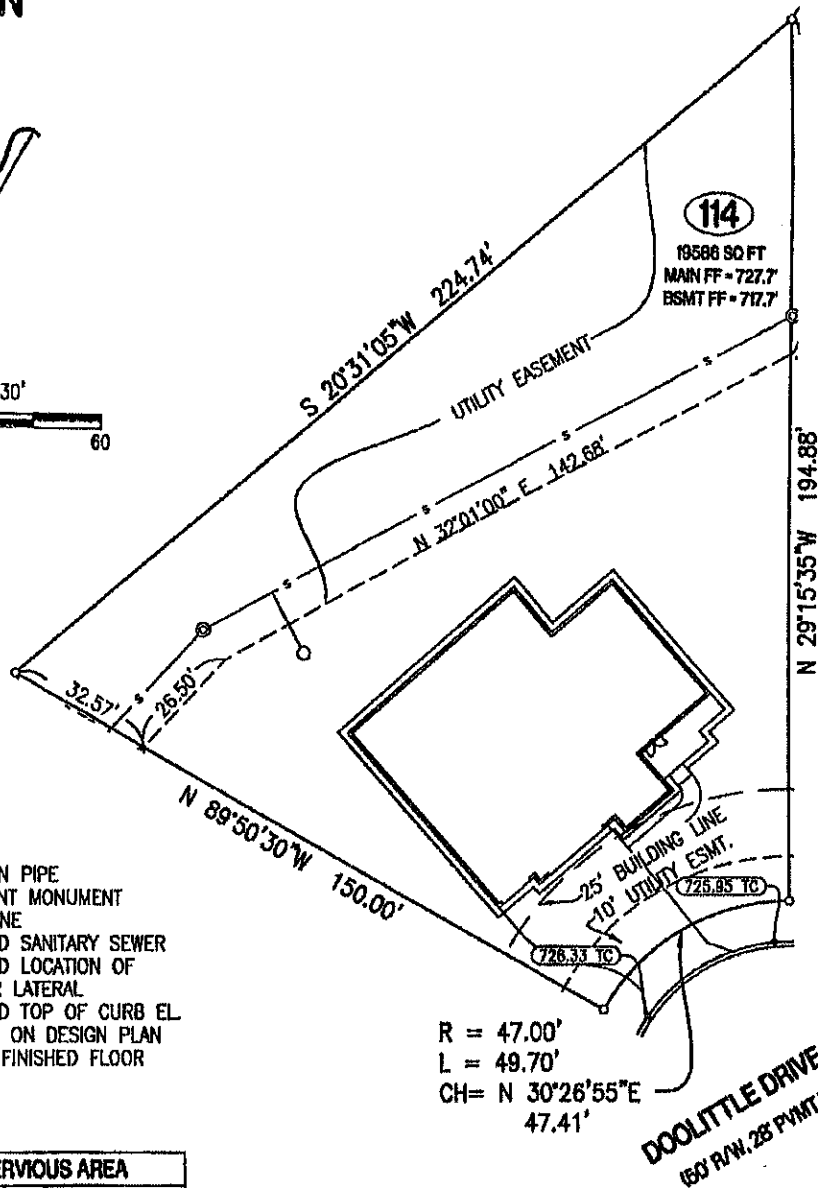 N
114
19586 SQ FT
MAIN FF = 727.7'
BSMT FF = 717.7'
S 20°31'05"W 224.74'
UTILITY EASEMENT
30'
60
N 32°01'00" E 142.68'
N 29°15'35"W 194.88'
s
s
s
s
s
32.57'
26.50'
N 89°50'30"W 150.00'
25' BUILDING LINE
10' UTILITY ESMT.
725.95 TC
726.33 TC
N PIPE
NT MONUMENT
NE
D SANITARY SEWER
D LOCATION OF
R LATERAL
D TOP OF CURB EL.
ON DESIGN PLAN
FINISHED FLOOR
R = 47.00'
L = 49.70'
CH= N 30°26'55"E
47.41'
DOOLITTLE DRIVE
(50' R/W, 28' PVMT.
ERVIOUS AREA